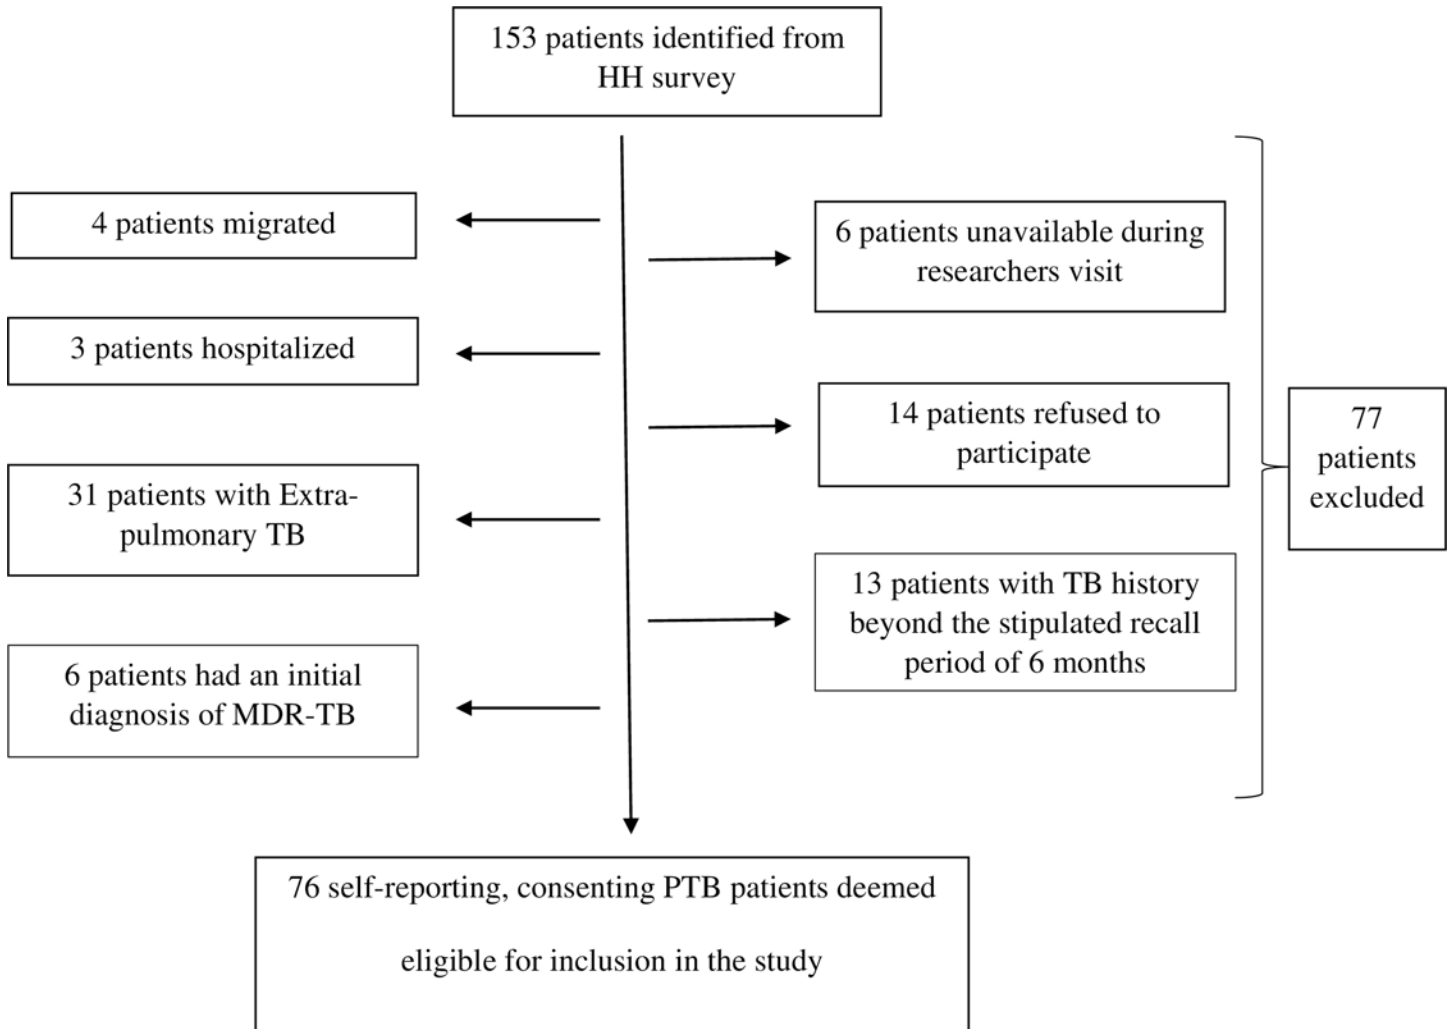 153 patients identified from
HH survey
4 patients migrated
6 patients unavailable during
researchers visit
3 patients hospitalized
14 patients refused to
participate
77
patients
excluded
31 patients with Extra-
pulmonary TB
13 patients with TB history
beyond the stipulated recall
period of 6 months
6 patients had an initial
diagnosis of MDR-TB
76 self-reporting, consenting PTB patients deemed
eligible for inclusion in the study